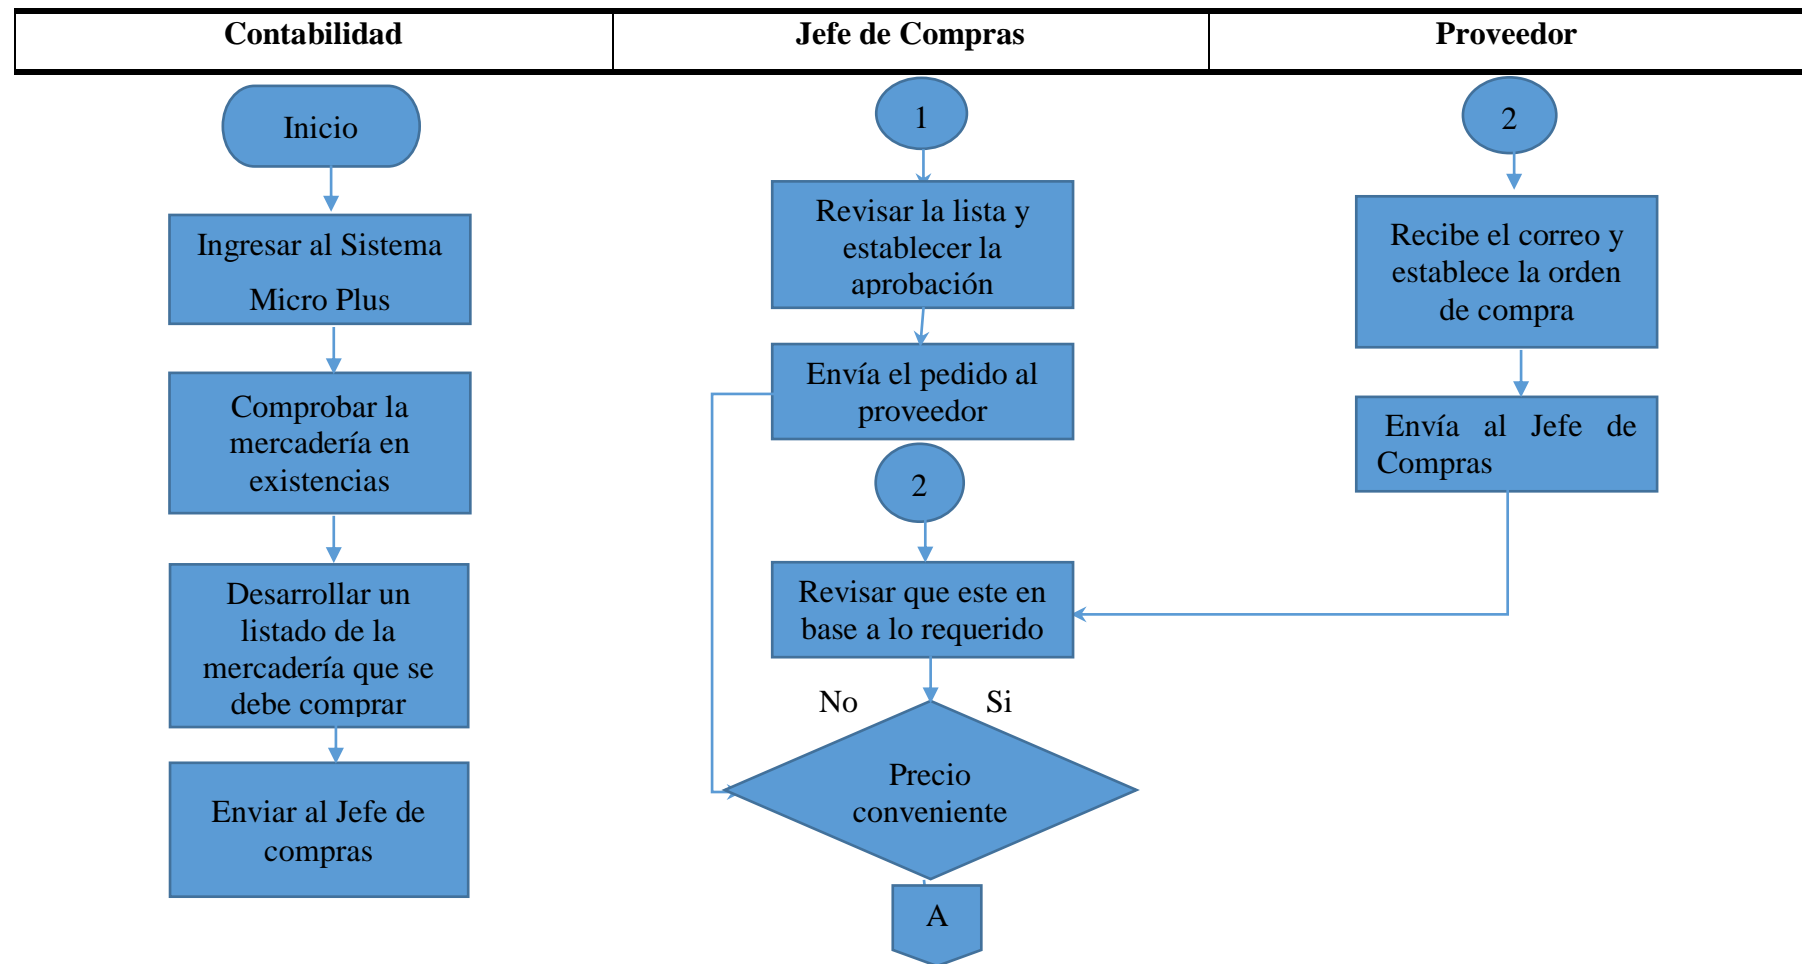 Contabilidad
Jefe de Compras
Proveedor
Inicio
Ingresar al Sistema
Micro Plus
Comprobar la
mercadería en
existencias
Desarrollar un
listado de la
mercadería que se
debe comprar
Enviar al Jefe de
compras
1
Revisar la lista y
establecer la
aprobación
Envía el pedido al
proveedor
2
Revisar que este en
base a lo requerido
No
Si
Precio
conveniente
A
2
Recibe el correo y
establece la orden
de compra
Envía al Jefe de
Compras